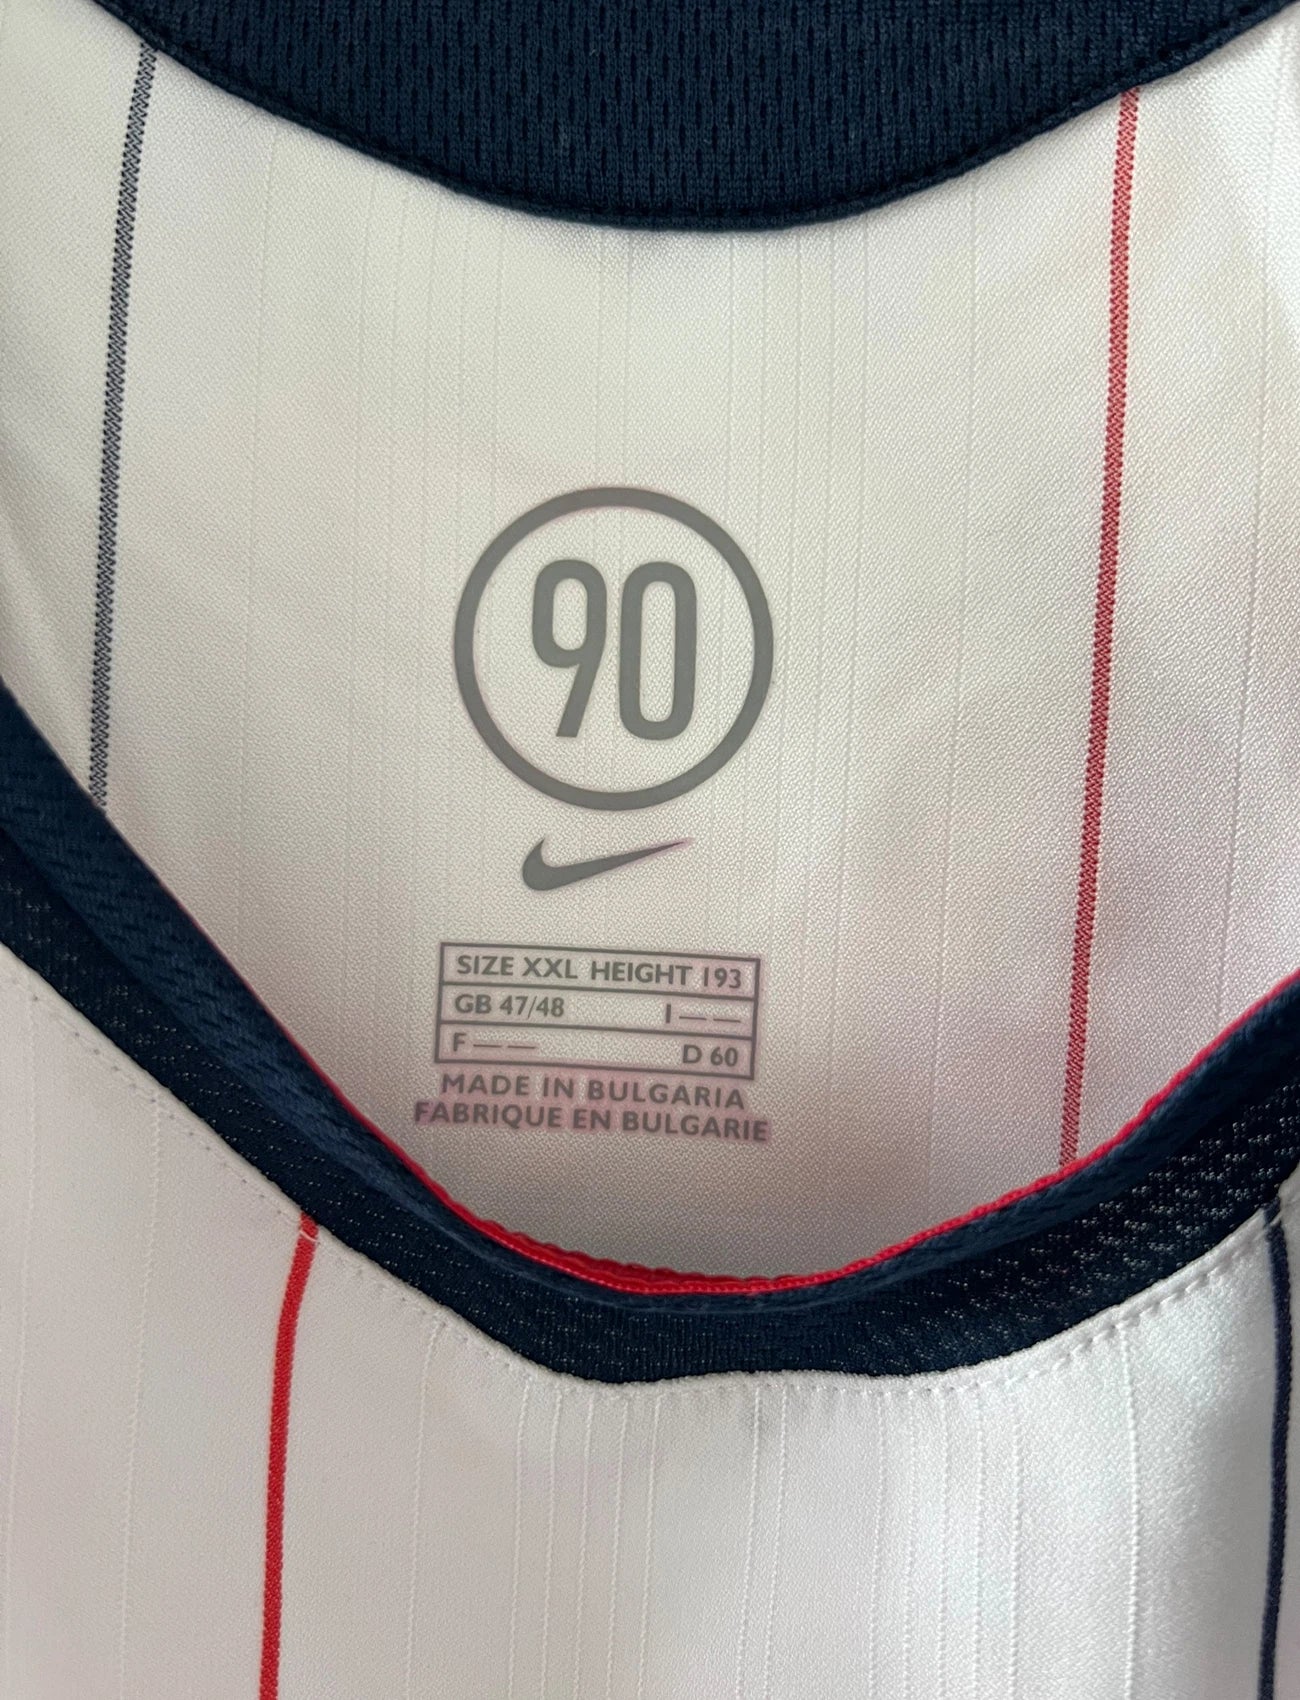 90
SIZE XXL HEIGHT 193
GB 47/48 I — —
F — — D 60
MADE IN BULGARIA
FABRIQUE EN BULGARIE